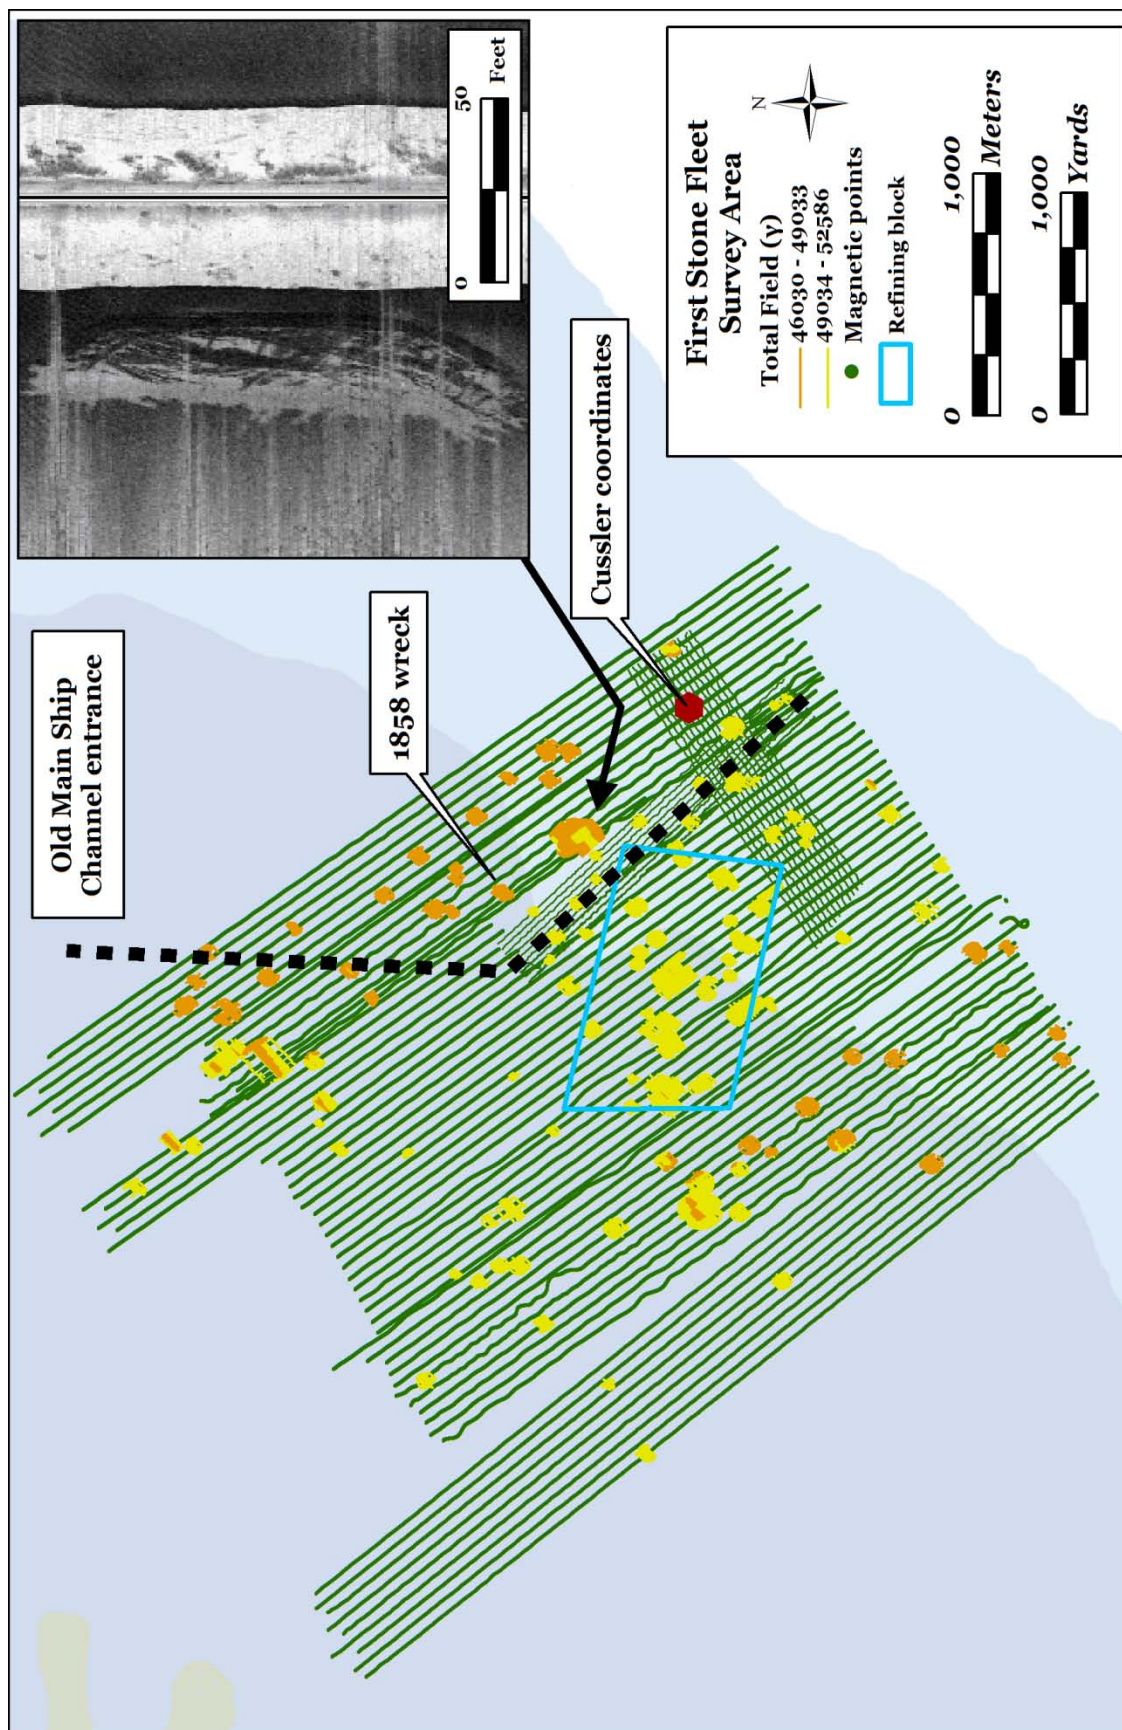 Old Main Ship
Channel entrance
1858 wreck
Cussler coordinates
0
50
Feet
First Stone Fleet
Survey Area
Total Field (γ)
46030 - 49033
49034 - 52586
Magnetic points
Refining block
N
0
1,000
Meters
0
1,000
Yards